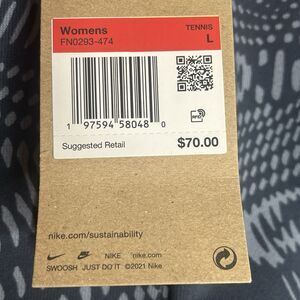 Womens TENNIS
FN0293-474 L
1 97594 58048 0
Suggested Retail $70.00
nike.com/sustainability
NIKE nike.com
SWOOSH JUST DO IT ©2021 Nike